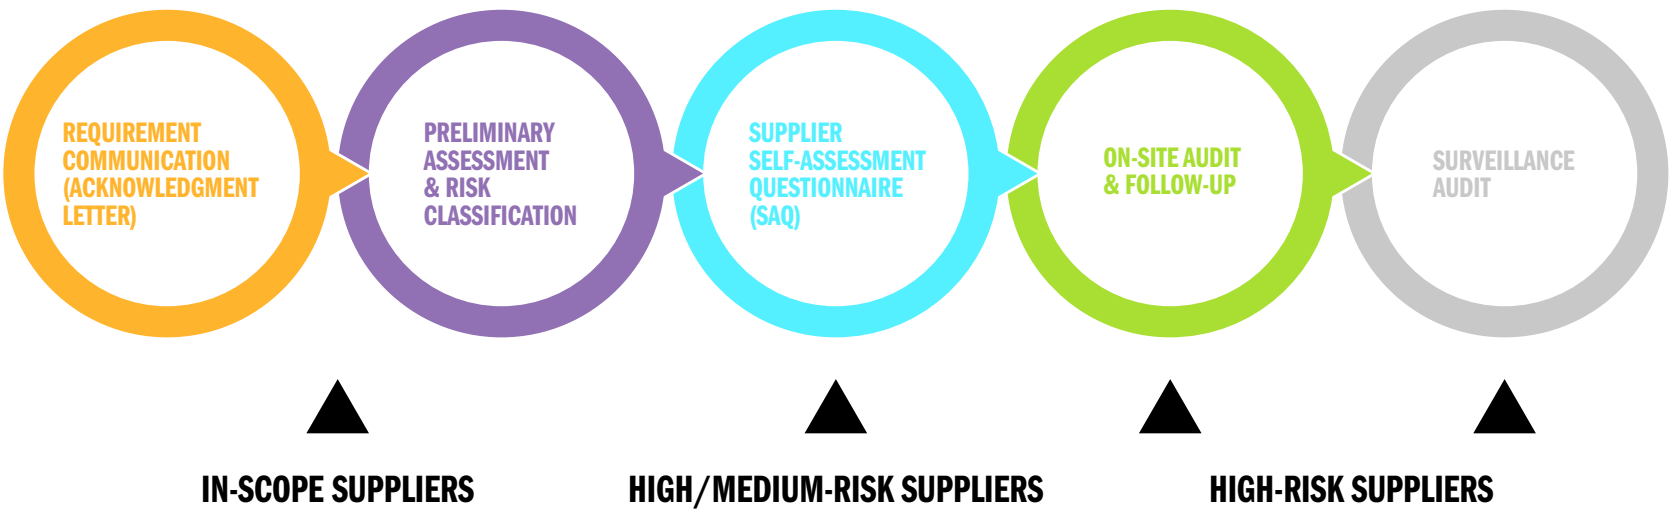 REQUIREMENT
COMMUNICATION
(ACKNOWLEDGMENT
LETTER)
PRELIMINARY
ASSESSMENT
& RISK
CLASSIFICATION
SUPPLIER
SELF-ASSESSMENT
QUESTIONNAIRE
(SAQ)
ON-SITE AUDIT
& FOLLOW-UP
SURVEILLANCE
AUDIT
IN-SCOPE SUPPLIERS
HIGH/MEDIUM-RISK SUPPLIERS
HIGH-RISK SUPPLIERS